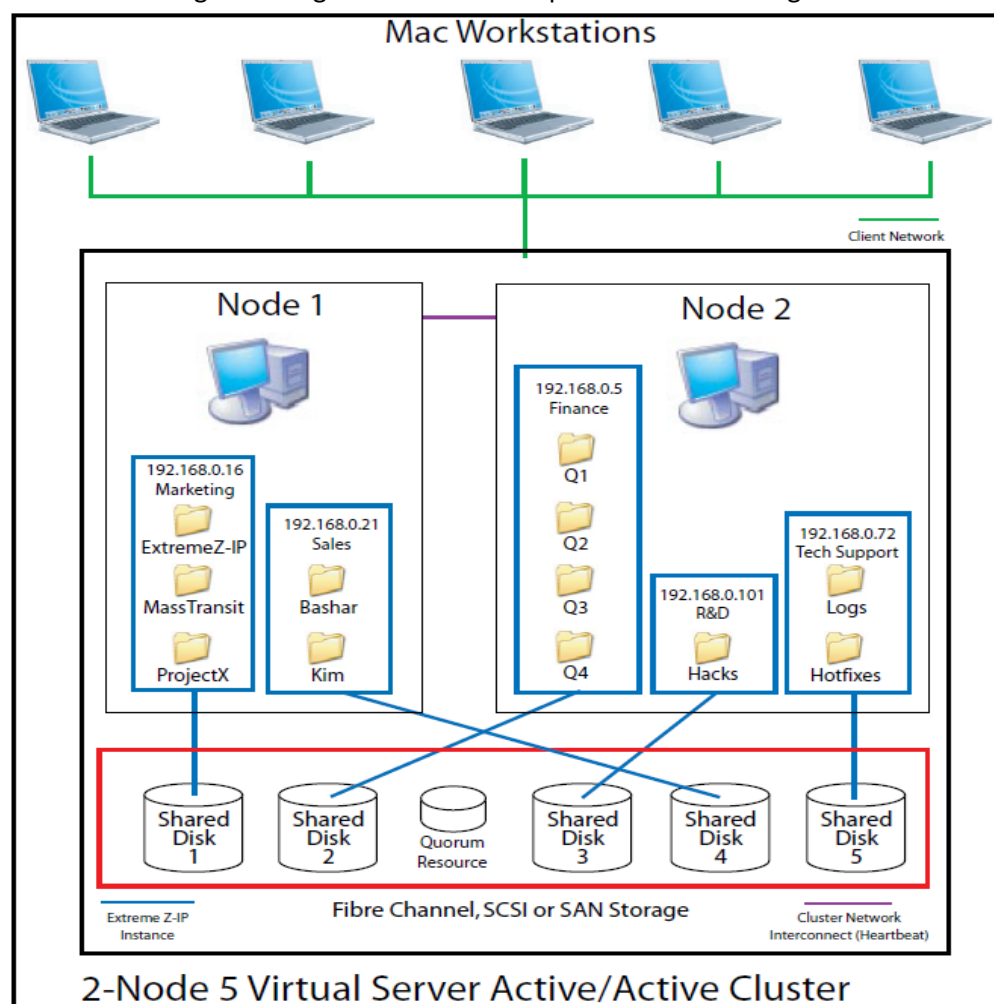 Mac Workstations
Client Network
Node 1
Node 2
192.168.0.16
Marketing
ExtremeZ-IP
MassTransit
ProjectX
192.168.0.21
Sales
Bashar
Kim
192.168.0.5
Finance
Q1
Q2
Q3
Q4
192.168.0.101
R&D
Hacks
192.168.0.72
Tech Support
Logs
Hotfixes
Shared
Disk
1
Shared
Disk
2
Quorum
Resource
Shared
Disk
3
Shared
Disk
4
Shared
Disk
5
Extreme Z-IP
Instance
Fibre Channel, SCSI or SAN Storage
Cluster Network
Interconnect (Heartbeat)
2-Node 5 Virtual Server Active/Active Cluster